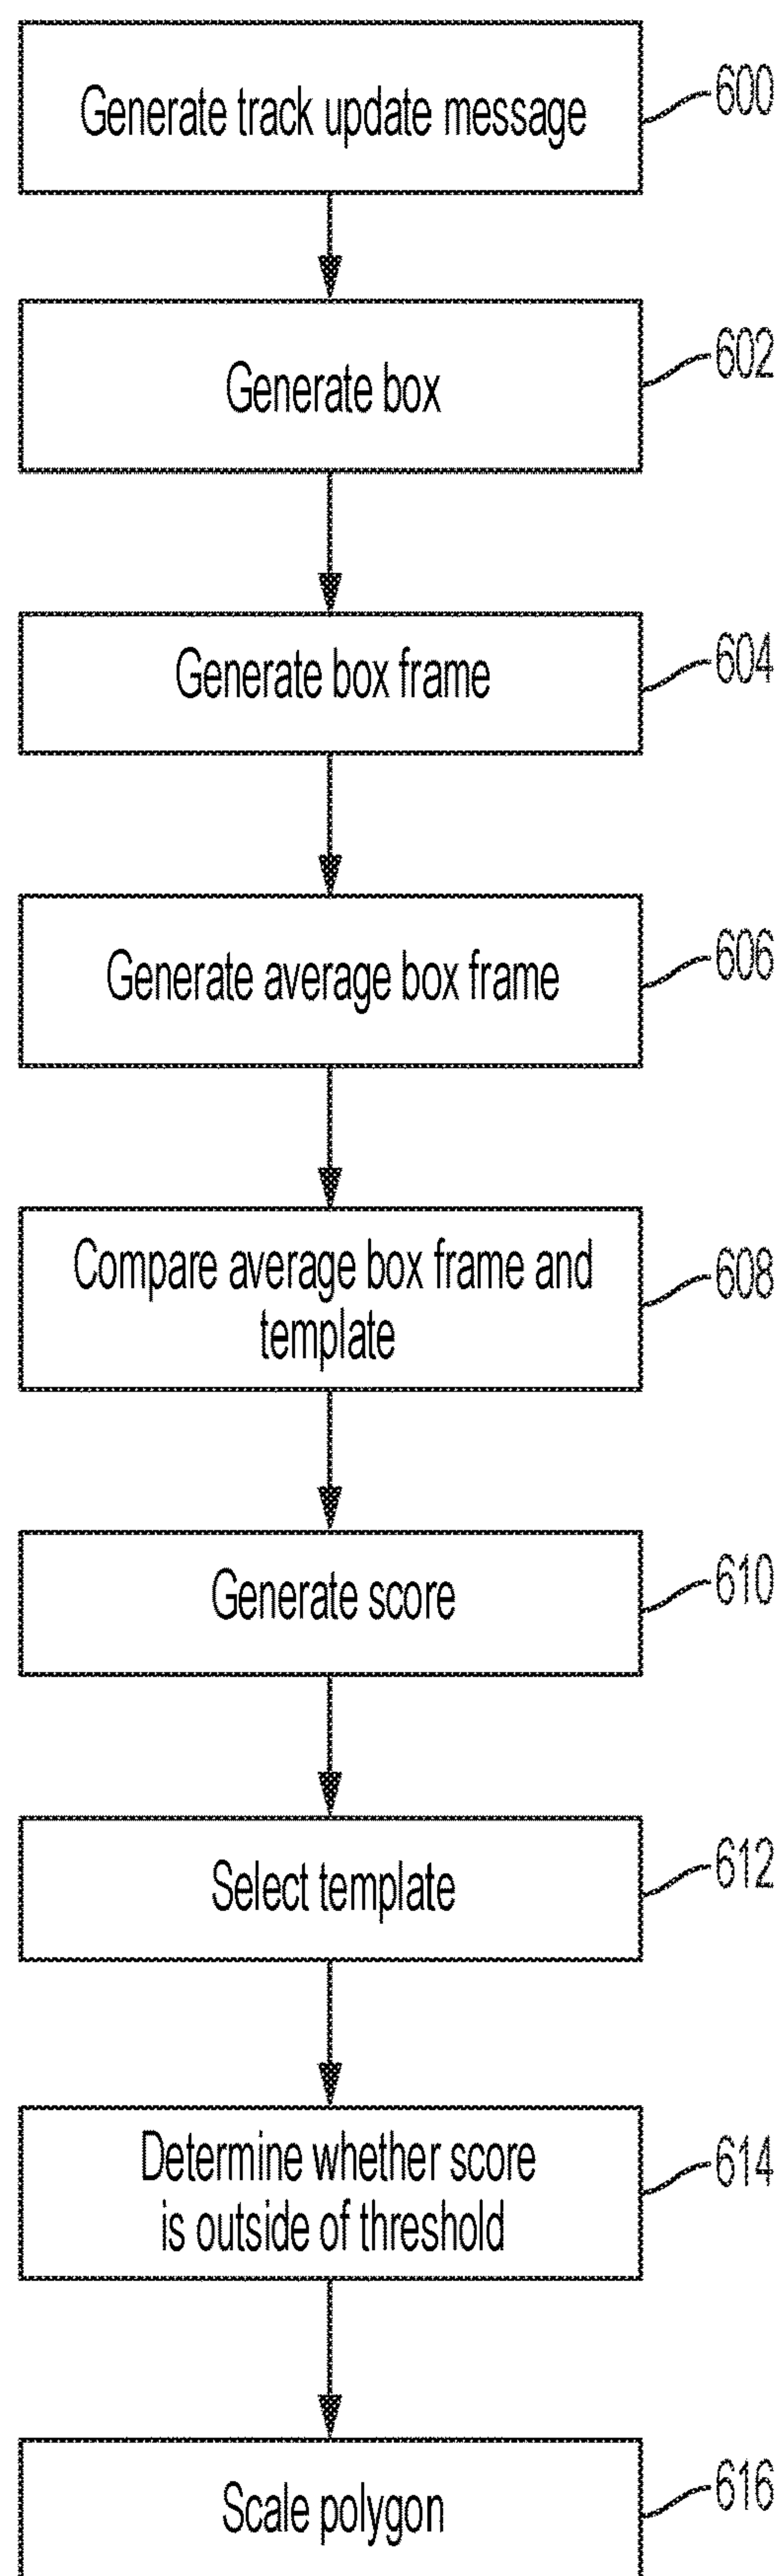 Generate track update message
600
Generate box
602
Generate box frame
604
Generate average box frame
606
Compare average box frame and
template
608
Generate score
610
Select template
612
Determine whether score
is outside of threshold
614
Scale polygon
616